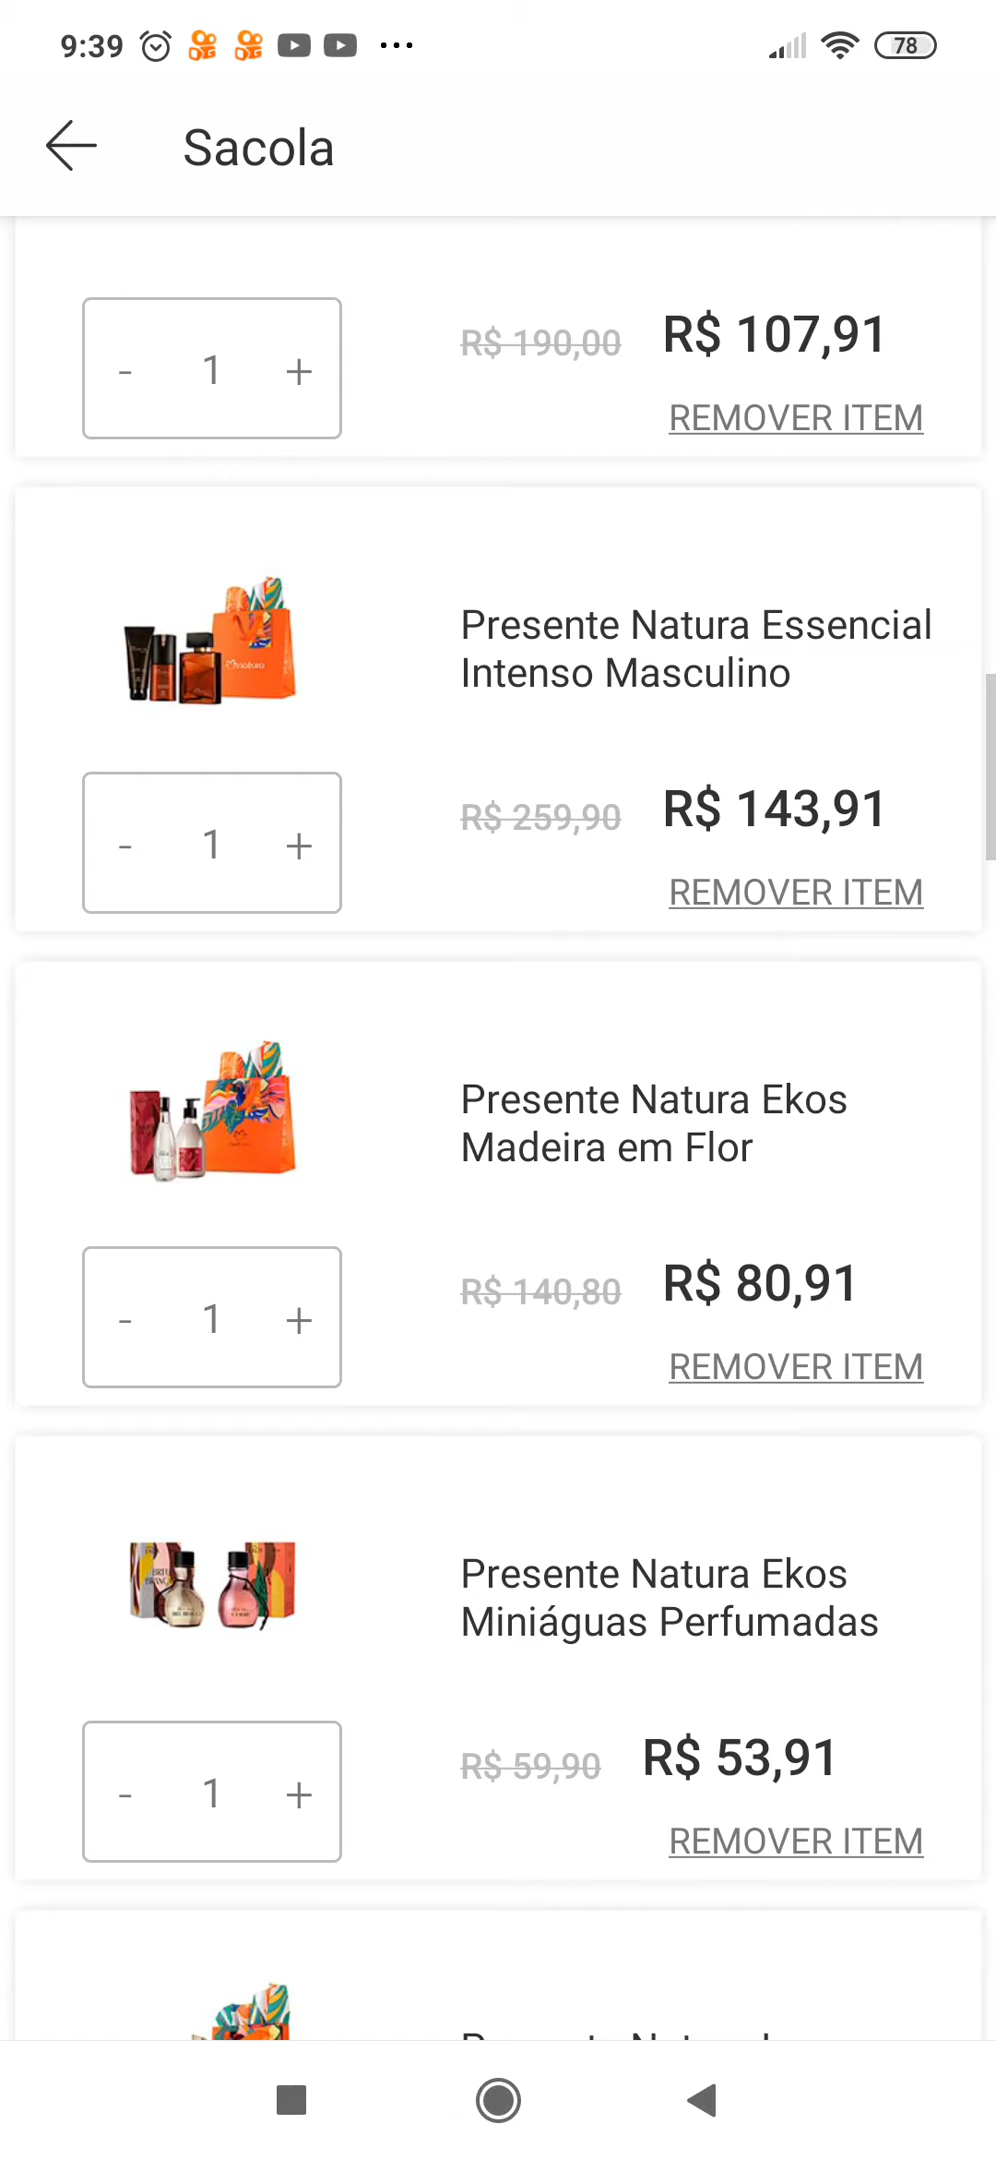 9:39 78
Sacola
- 1 +
R$ 190,00 R$ 107,91
REMOVER ITEM
natura
Presente Natura Essencial
Intenso Masculino
- 1 +
R$ 259,90 R$ 143,91
REMOVER ITEM
Presente Natura Ekos
Madeira em Flor
- 1 +
R$ 140,80 R$ 80,91
REMOVER ITEM
Presente Natura Ekos
Miniáguas Perfumadas
- 1 +
R$ 59,90 R$ 53,91
REMOVER ITEM